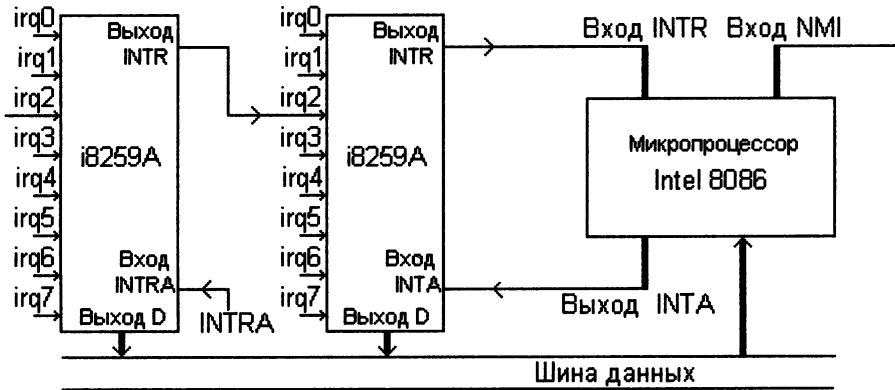 irq0
irq1
irq2
irq3
irq4
irq5
irq6
irq7
Выход
INTR
i8259A
Вход
INTRA
Выход D
INTRA
irq0
irq1
irq2
irq3
irq4
irq5
irq6
irq7
Выход
INTR
i8259A
Вход
INTA
Выход D
Вход INTR
Вход NMI
Микропроцессор
Intel 8086
Выход INTA
Шина данных